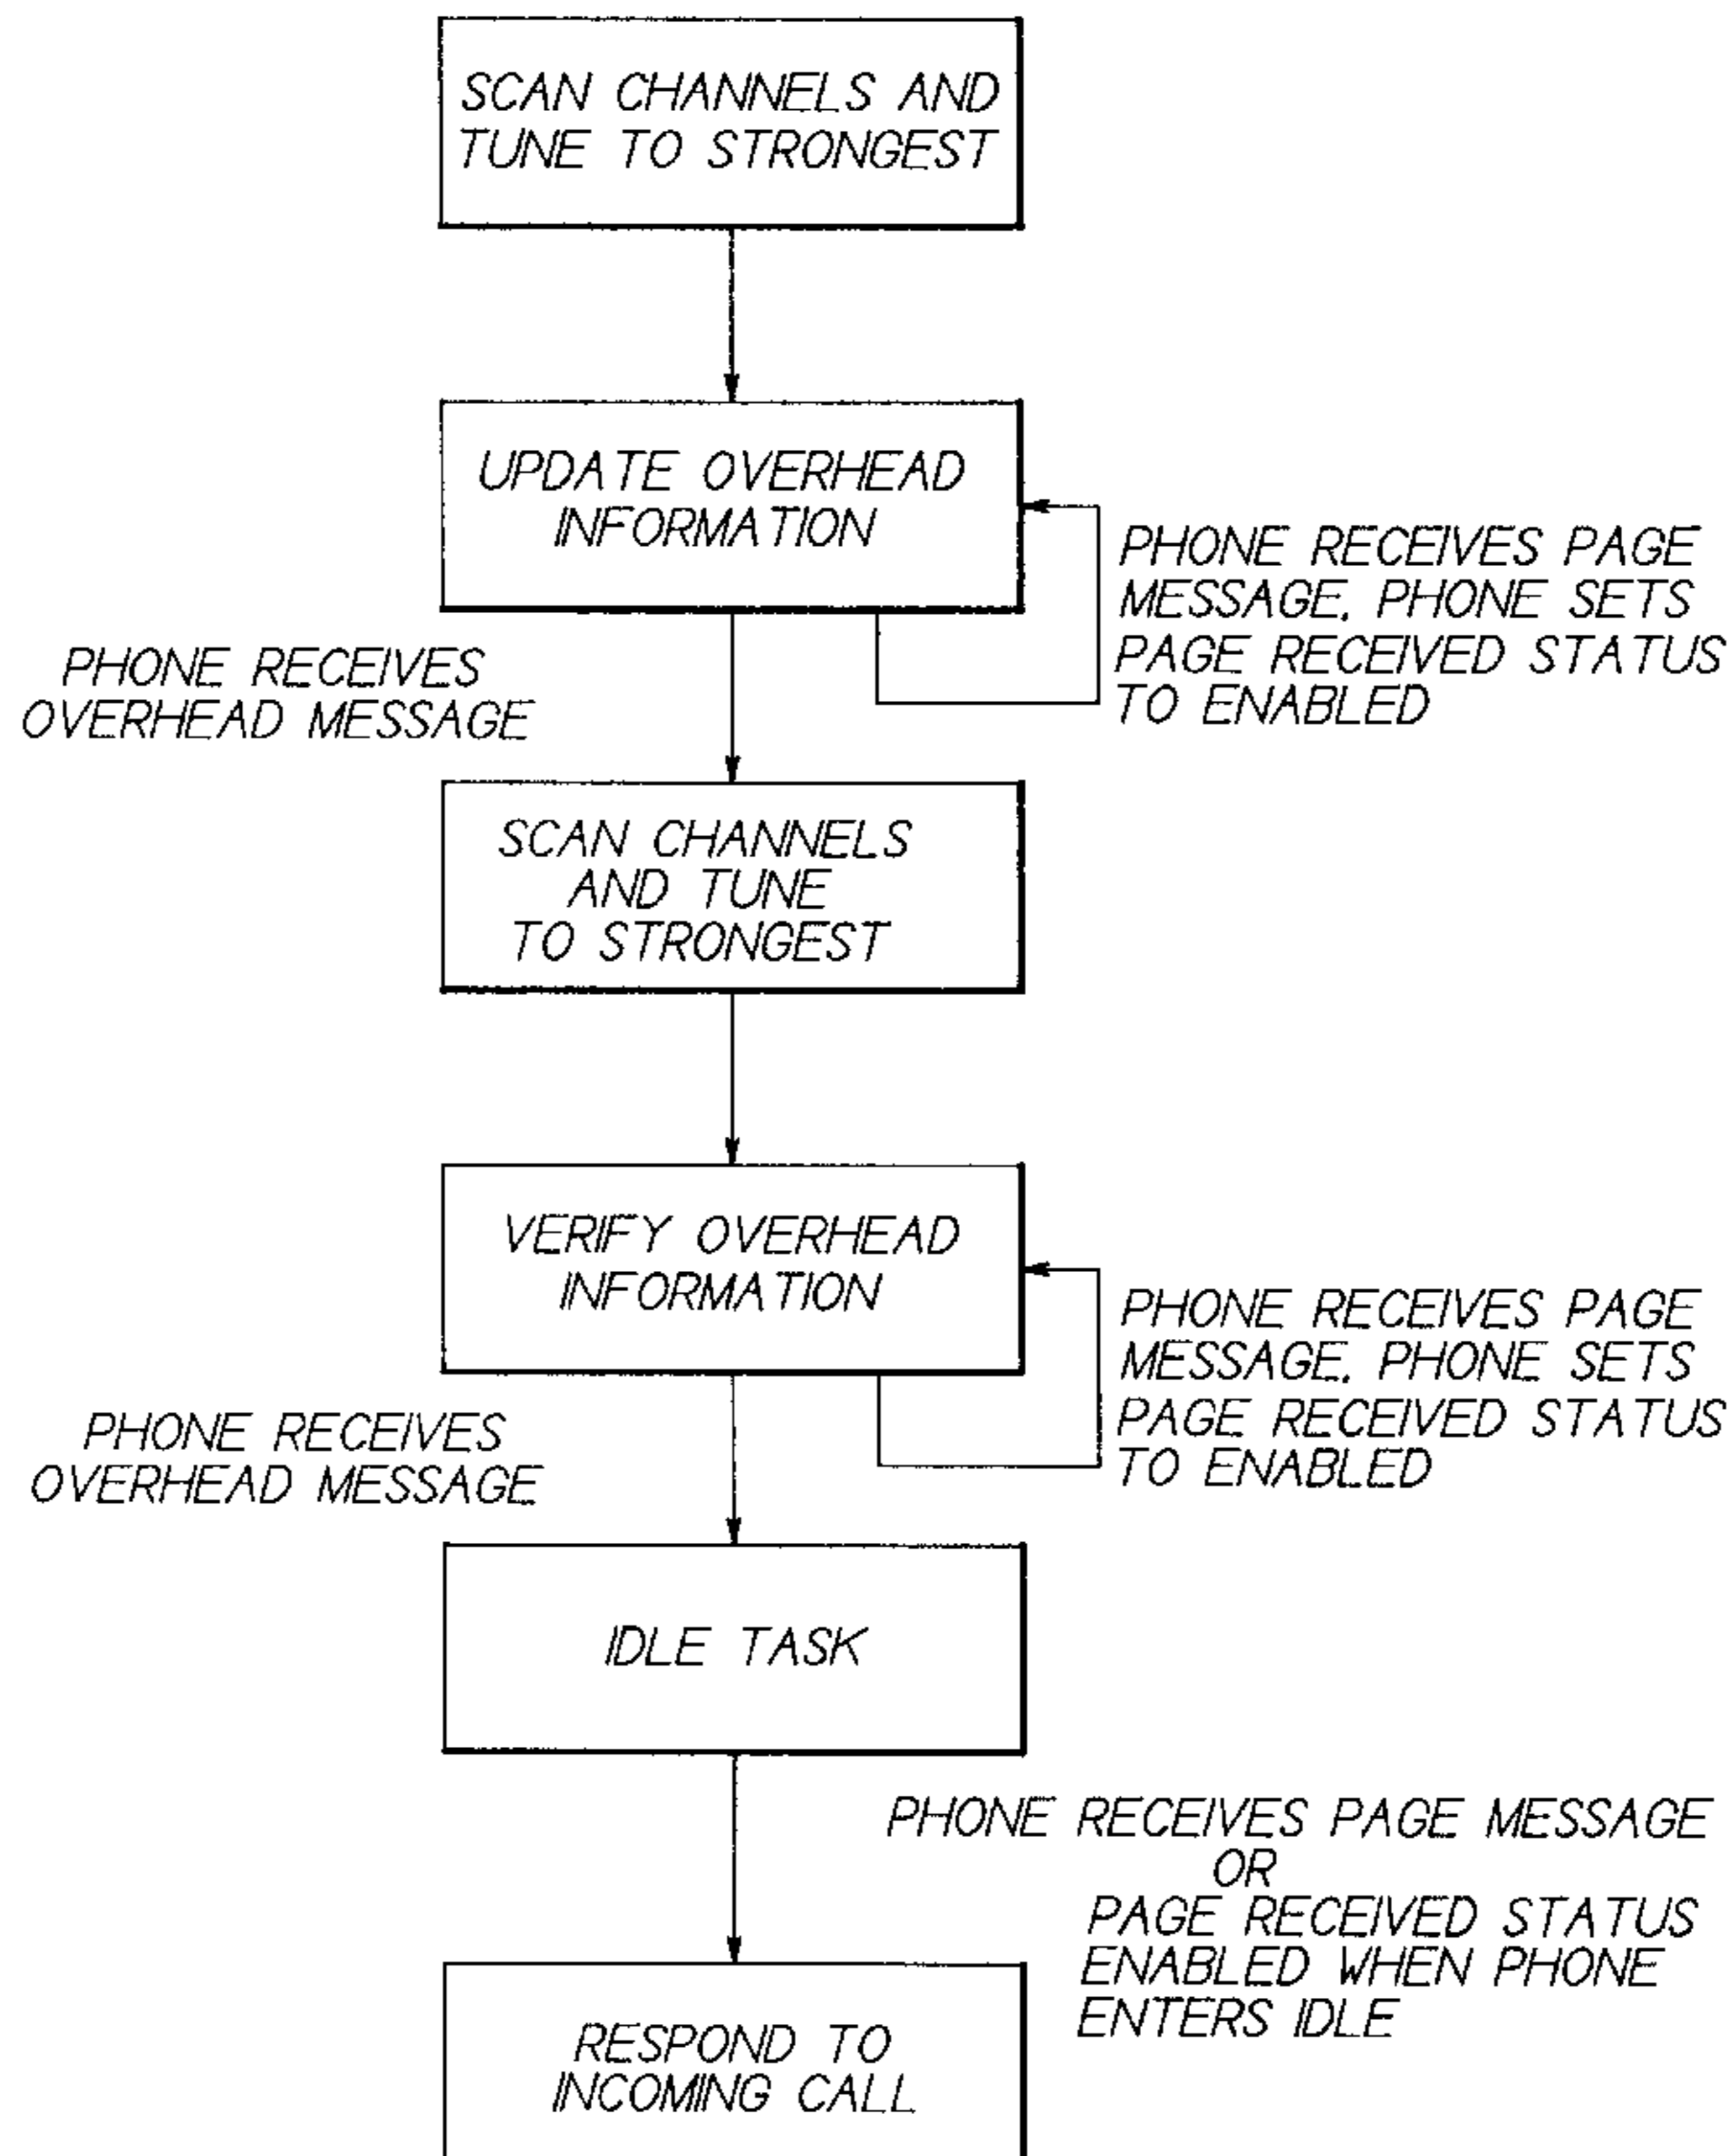 SCAN CHANNELS AND
TUNE TO STRONGEST
UPDATE OVERHEAD
INFORMATION
PHONE RECEIVES PAGE
MESSAGE, PHONE SETS
PAGE RECEIVED STATUS
TO ENABLED
PHONE RECEIVES
OVERHEAD MESSAGE
SCAN CHANNELS
AND TUNE
TO STRONGEST
VERIFY OVERHEAD
INFORMATION
PHONE RECEIVES PAGE
MESSAGE, PHONE SETS
PAGE RECEIVED STATUS
TO ENABLED
PHONE RECEIVES
OVERHEAD MESSAGE
IDLE TASK
PHONE RECEIVES PAGE MESSAGE
OR
PAGE RECEIVED STATUS
ENABLED WHEN PHONE
ENTERS IDLE
RESPOND TO
INCOMING CALL